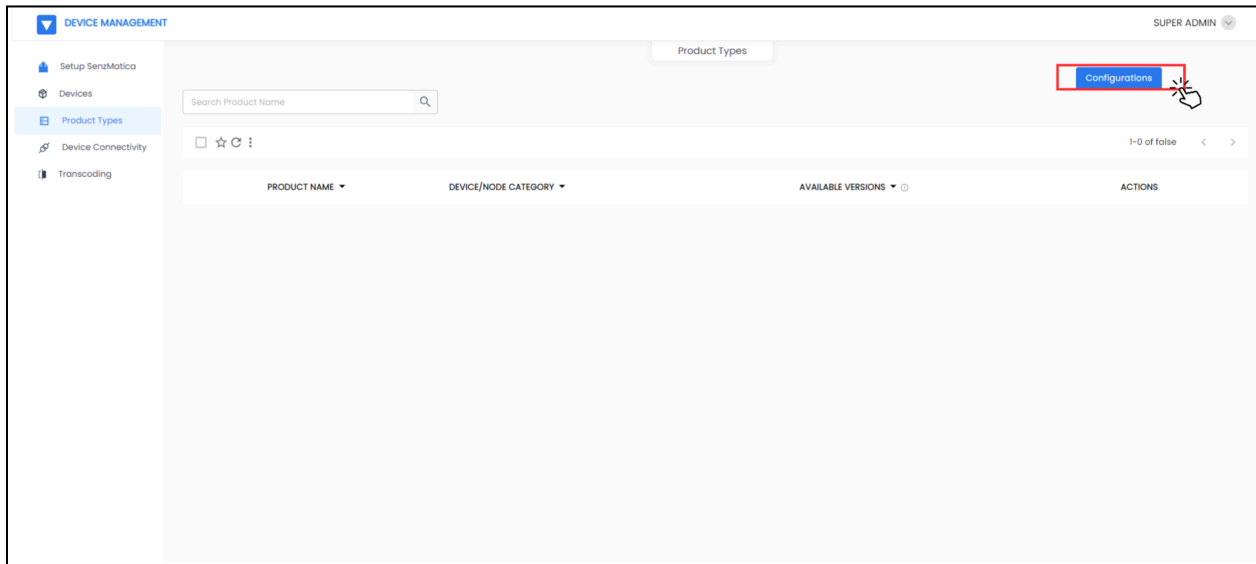 DEVICE MANAGEMENT
SUPER ADMIN
Product Types
Setup SenzMatica
Configurations
Devices
Search Product Name
Product Types
Device Connectivity
1-0 of false
Transcoding
PRODUCT NAME DEVICE/NODE CATEGORY AVAILABLE VERSIONS ACTIONS